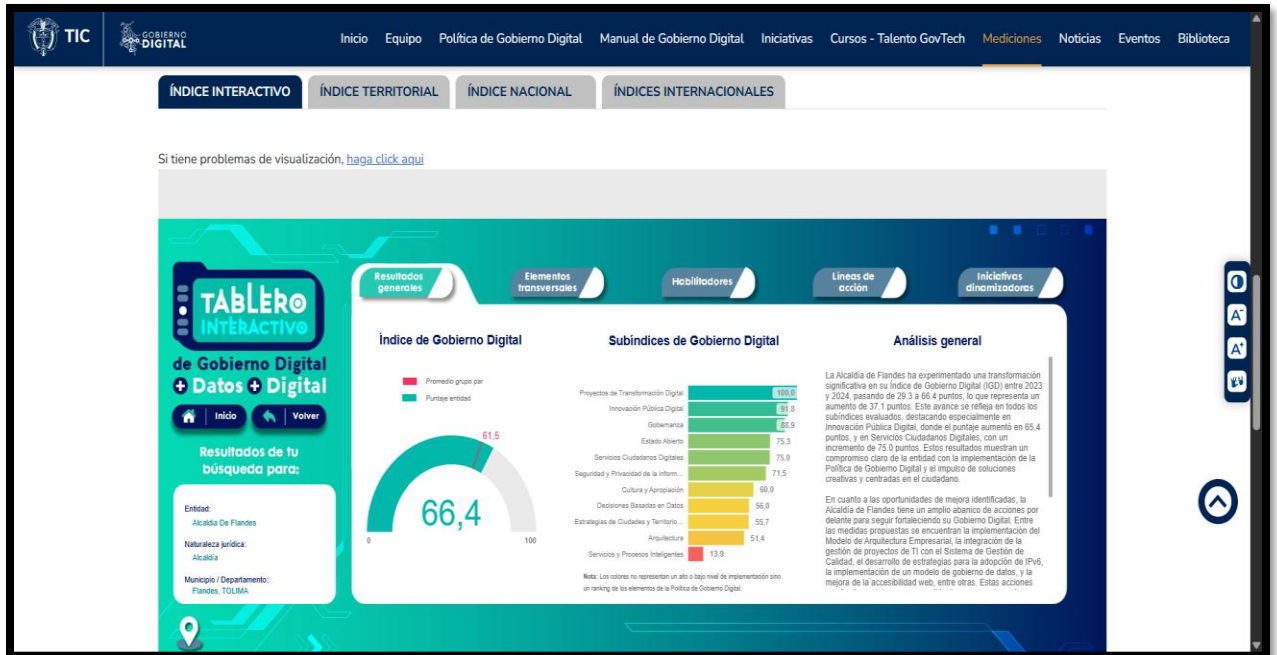 TIC
GOBIERNO
DIGITAL
Inicio Equipo Política de Gobierno Digital Manual de Gobierno Digital Iniciativas Cursos - Talento GovTech Mediciones Noticias Eventos Biblioteca
ÍNDICE INTERACTIVO ÍNDICE TERRITORIAL ÍNDICE NACIONAL ÍNDICES INTERNACIONALES
Si tiene problemas de visualización, haga click aqui
TABLERO
INTERACTIVO
de Gobierno Digital
+ Datos + Digital
Inicio Volver
Resultados de tu
búsqueda para:
Entidad:
Alcaldia De Flandes
Naturaleza jurídica:
Alcaldía
Municipio / Departamento::
Flandes, TOLIMA
Resultados
generales
Elementos
transversales
Habilitadores
Líneas de
acción
Iniciativas
dinamizadoras
Índice de Gobierno Digital
Promedio grupo par
Puntaje entidad
61,5
66,4
0 100
Subíndices de Gobierno Digital
Proyectos de Transformación Digital 100,0
Innovación Pública Digital 91,8
Gobernanza 88,9
Estado Abierto 75,3
Servicios Ciudadanos Digitales 75,0
Seguridad y Privacidad de la inform... 71,5
Cultura y Apropiación 60,0
Decisiones Basadas en Datos 56,0
Estrategias de Ciudades y Territorio... 55,7
Arquitectura 51,4
Servicios y Procesos Inteligentes 13,9
Nota: Los colores no representan un alto o bajo nivel de implementación sino
un ranking de los elementos de la Política de Gobierno Digital.
Análisis general
La Alcaldía de Flandes ha experimentado una transformación
significativa en su Índice de Gobierno Digital (IGD) entre 2023
y 2024, pasando de 29.3 a 66.4 puntos, lo que representa un
aumento de 37.1 puntos. Este avance se refleja en todos los
subíndices evaluados, destacando especialmente en
Innovación Pública Digital, donde el puntaje aumentó en 65.4
puntos, y en Servicios Ciudadanos Digitales, con un
incremento de 75.0 puntos. Estos resultados muestran un
compromiso claro de la entidad con la implementación de la
Política de Gobierno Digital y el impulso de soluciones
creativas y centradas en el ciudadano.
En cuanto a las oportunidades de mejora identificadas, la
Alcaldía de Flandes tiene un amplio abanico de acciones por
delante para seguir fortaleciendo su Gobierno Digital. Entre
las medidas propuestas se encuentran la implementación del
Modelo de Arquitectura Empresarial, la integración de la
gestión de proyectos de TI con el Sistema de Gestión de
Calidad, el desarrollo de estrategias para la adopción de IPv6,
la implementación de un modelo de gobierno de datos, y la
mejora de la accesibilidad web, entre otras. Estas acciones
A-
A+